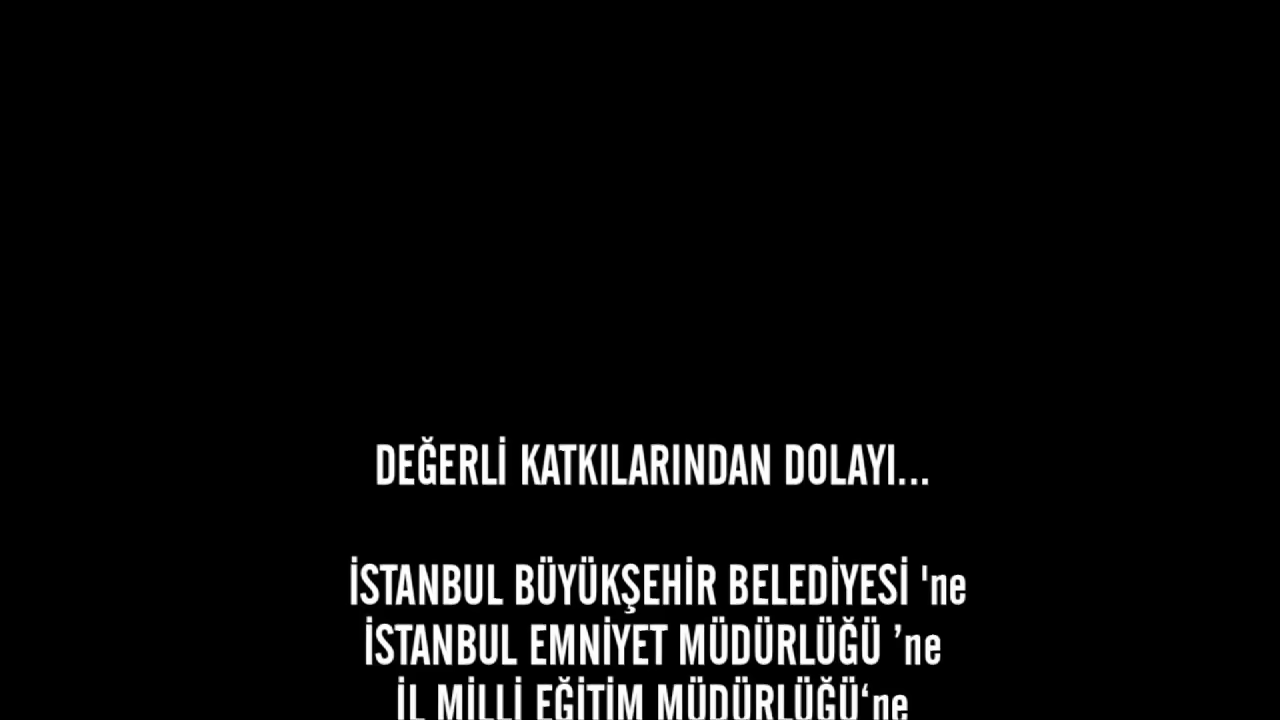 DEĞERLİ KATKILARINDAN DOLAYI...
İSTANBUL BÜYÜKŞEHİR BELEDİYESİ 'ne
İSTANBUL EMNİYET MÜDÜRLÜĞÜ ’ne
İL MİLLİ EĞİTİM MÜDÜRLÜĞÜ‘ne